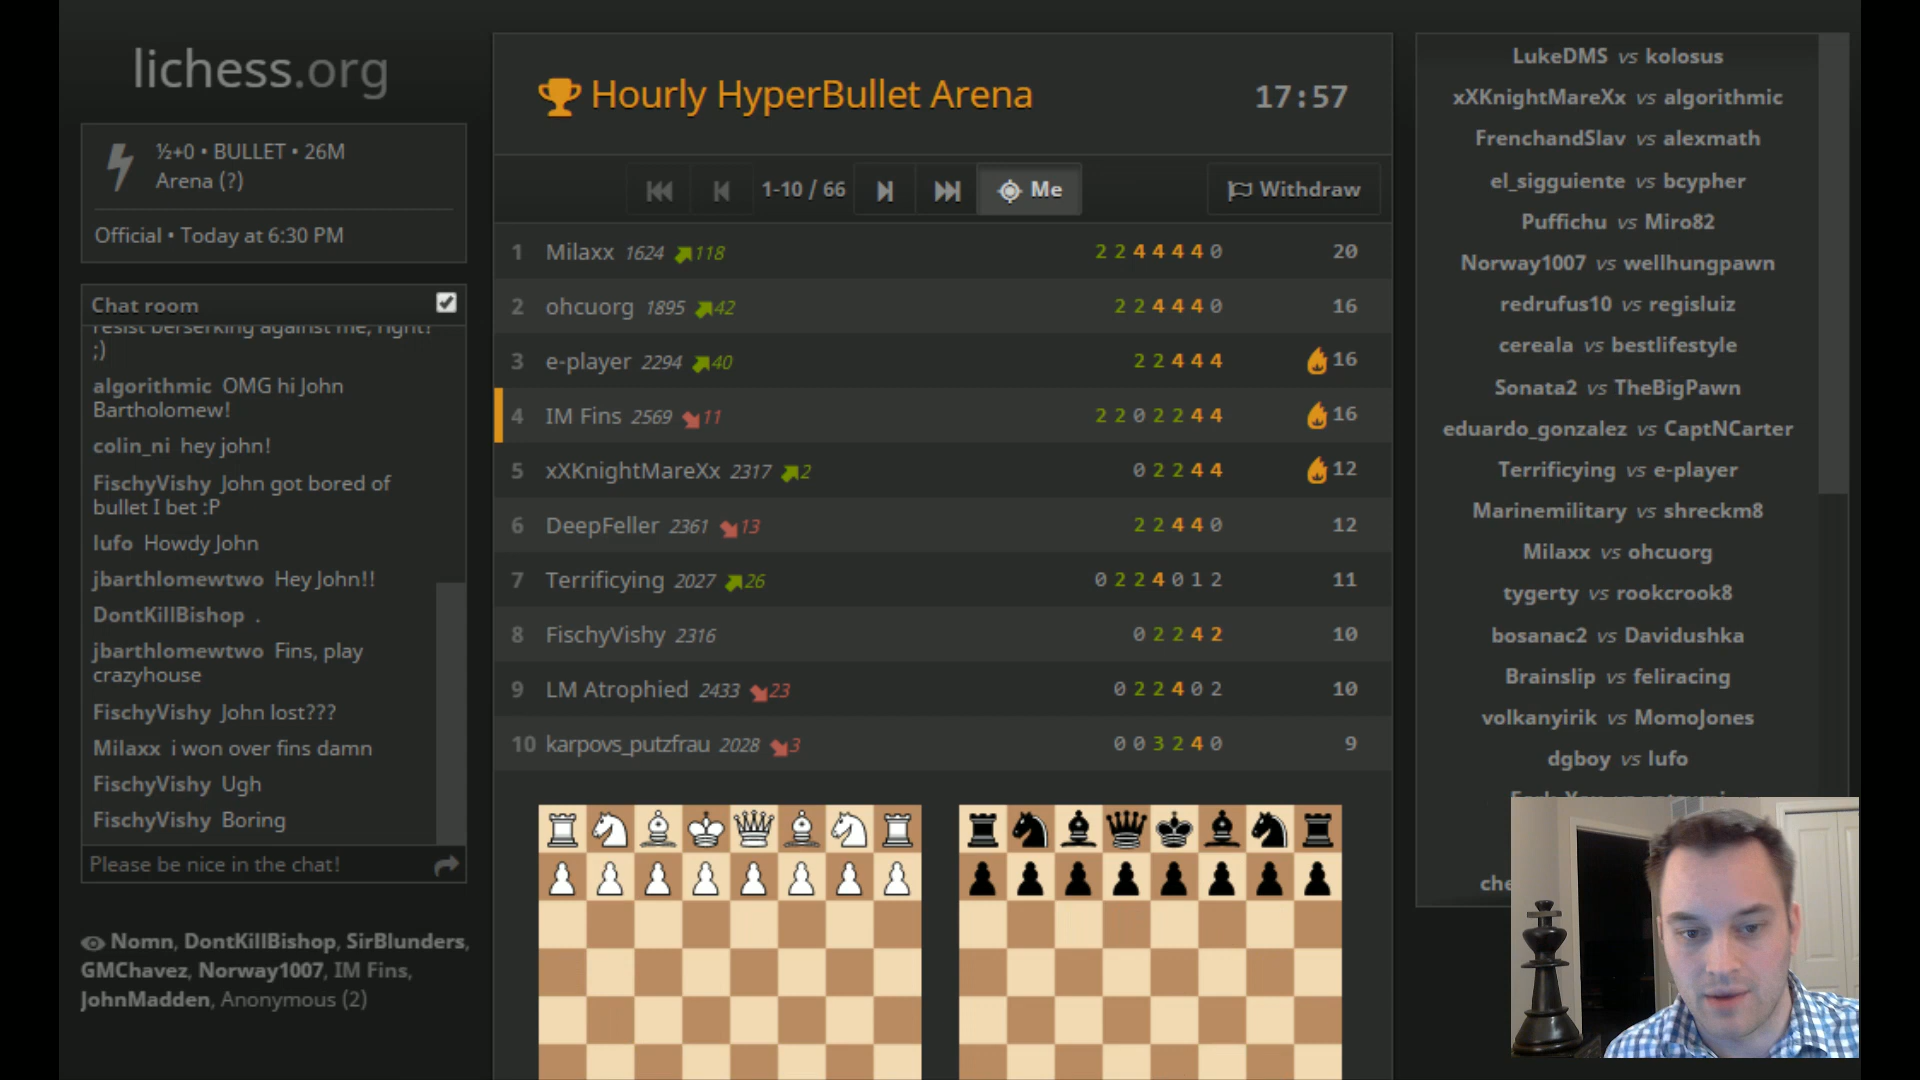 lichess.org
½+0 • BULLET • 26M
Arena (?)
Official • Today at 6:30 PM
Chat room
resist berserking against me, right!
;)
algorithmic OMG hi John
Bartholomew!
colin_ni hey john!
FischyVishy John got bored of
bullet I bet :P
lufo Howdy John
jbarthlomewtwo Hey John!!
DontKillBishop .
jbarthlomewtwo Fins, play
crazyhouse
FischyVishy John lost???
Milaxx i won over fins damn
FischyVishy Ugh
FischyVishy Boring
Please be nice in the chat!
Nomn, DontKillBishop, SirBlunders,
GMChavez, Norway1007, IM Fins,
JohnMadden, Anonymous (2)
Hourly HyperBullet Arena 17:57
1-10 / 66 Me Withdraw
1 Milaxx 1624 118 2 2 4 4 4 4 0 20
2 ohcuorg 1895 42 2 2 4 4 4 0 16
3 e-player 2294 40 2 2 4 4 4 16
4 IM Fins 2569 11 2 2 0 2 2 4 4 16
5 xXKnightMareXx 2317 2 0 2 2 4 4 12
6 DeepFeller 2361 13 2 2 4 4 0 12
7 Terrificying 2027 26 0 2 2 4 0 1 2 11
8 FischyVishy 2316 0 2 2 4 2 10
9 LM Atrophied 2433 23 0 2 2 4 0 2 10
10 karpovs_putzfrau 2028 3 0 0 3 2 4 0 9
LukeDMS vs kolosus
xXKnightMareXx vs algorithmic
FrenchandSlav vs alexmath
el_sigguiente vs bcypher
Puffichu vs Miro82
Norway1007 vs wellhungpawn
redrufus10 vs regisluiz
cereala vs bestlifestyle
Sonata2 vs TheBigPawn
eduardo_gonzalez vs CaptNCarter
Terrificying vs e-player
Marinemilitary vs shreckm8
Milaxx vs ohcuorg
tygerty vs rookcrook8
bosanac2 vs Davidushka
Brainslip vs feliracing
volkanyirik vs MomoJones
dgboy vs lufo
che